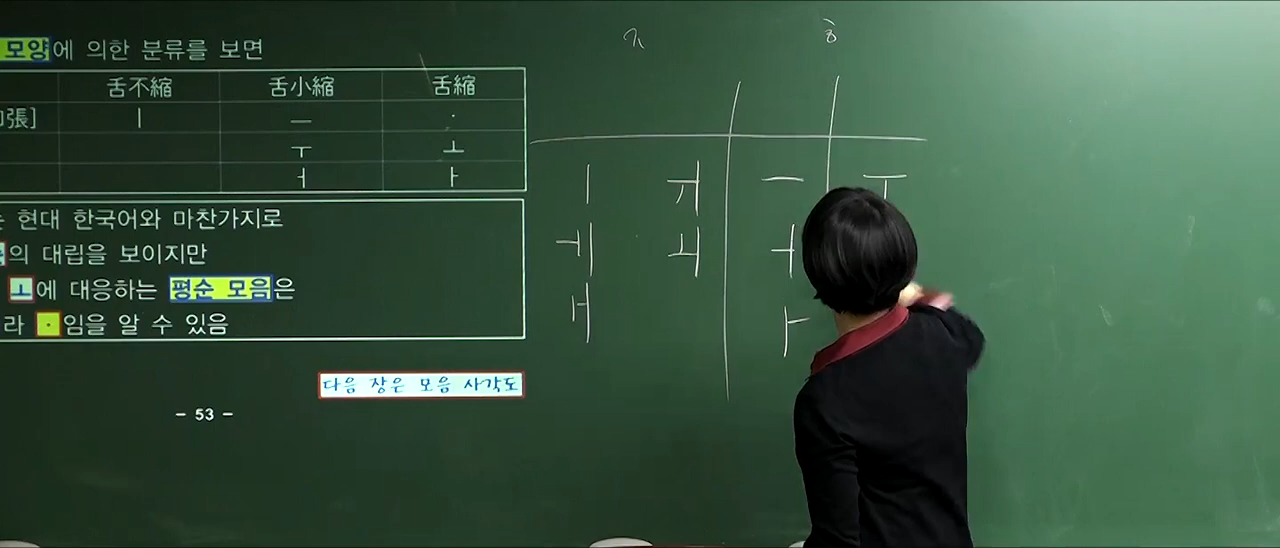 모양에 의한 분류를 보면
舌不縮 舌小縮 舌縮
張] ㅣ ㅡ ·
ㅜ ㅗ
ㅓ ㅏ
현대 한국어와 마찬가지로
의 대립을 보이지만
ㅗ에 대응하는 평순 모음은
라 ·임을 알 수 있음
다음 장은 모음 사각도
- 53 -
ㅣ ㅟ ㅡ ㅜ
ㅔ ㅚ ㅓ
ㅐ ㅏ